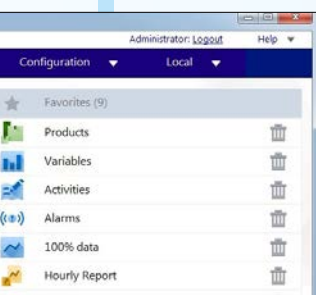 Administrator: Logout Help
Configuration Local
Favorites (9)
Products
Variables
Activities
Alarms
100% data
Hourly Report